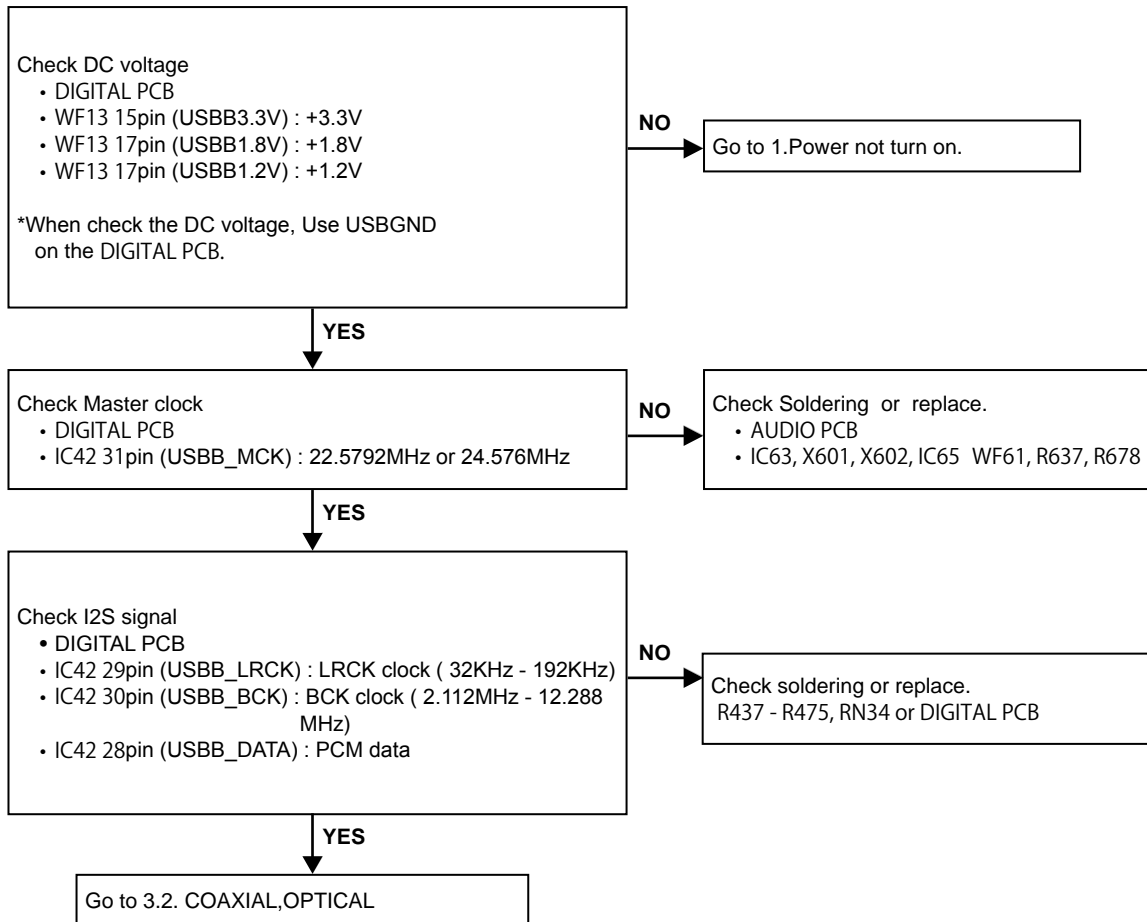 Check DC voltage
・DIGITAL PCB
・WF13 15pin (USBB3.3V) : +3.3V
・WF13 17pin (USBB1.8V) : +1.8V
・WF13 17pin (USBB1.2V) : +1.2V
*When check the DC voltage, Use USBGND
on the DIGITAL PCB.
NO
Go to 1.Power not turn on.
YES
Check Master clock
・DIGITAL PCB
・IC42 31pin (USBB_MCK) : 22.5792MHz or 24.576MHz
NO
Check Soldering or replace.
・AUDIO PCB
・IC63, X601, X602, IC65 WF61, R637, R678
YES
Check I2S signal
• DIGITAL PCB
・IC42 29pin (USBB_LRCK) : LRCK clock ( 32KHz - 192KHz)
・IC42 30pin (USBB_BCK) : BCK clock ( 2.112MHz - 12.288
MHz)
・IC42 28pin (USBB_DATA) : PCM data
NO
Check soldering or replace.
R437 - R475, RN34 or DIGITAL PCB
YES
Go to 3.2. COAXIAL,OPTICAL